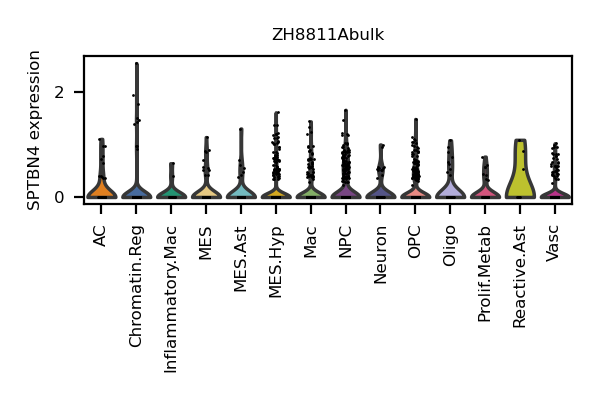 ZH8811Abulk
SPTBN4 expression
2
0
AC
Chromatin.Reg
Inflammatory.Mac
MES
MES.Ast
MES.Hyp
Mac
NPC
Neuron
OPC
Oligo
Prolif.Metab
Reactive.Ast
Vasc